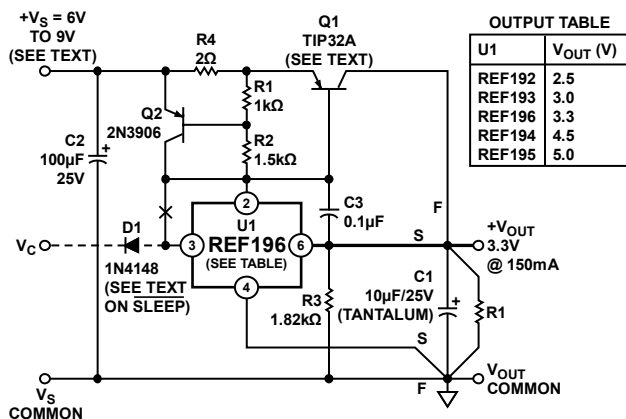 +VS = 6V
TO 9V
(SEE TEXT)
R4
2Ω
Q1
TIP32A
(SEE TEXT)
OUTPUT TABLE
U1 VOUT (V)
REF192 2.5
REF193 3.0
REF196 3.3
REF194 4.5
REF195 5.0
R1
1kΩ
Q2
2N3906
C2
100µF
25V
+
R2
1.5kΩ
2
U1
C3
0.1µF
F
VC
D1
3
REF196
6
S
+VOUT
3.3V
@ 150mA
1N4148
(SEE TEXT
ON SLEEP)
(SEE TABLE)
4
R3
1.82kΩ
C1
10µF/25V
(TANTALUM)
+
R1
S
F
VS
COMMON
VOUT
COMMON